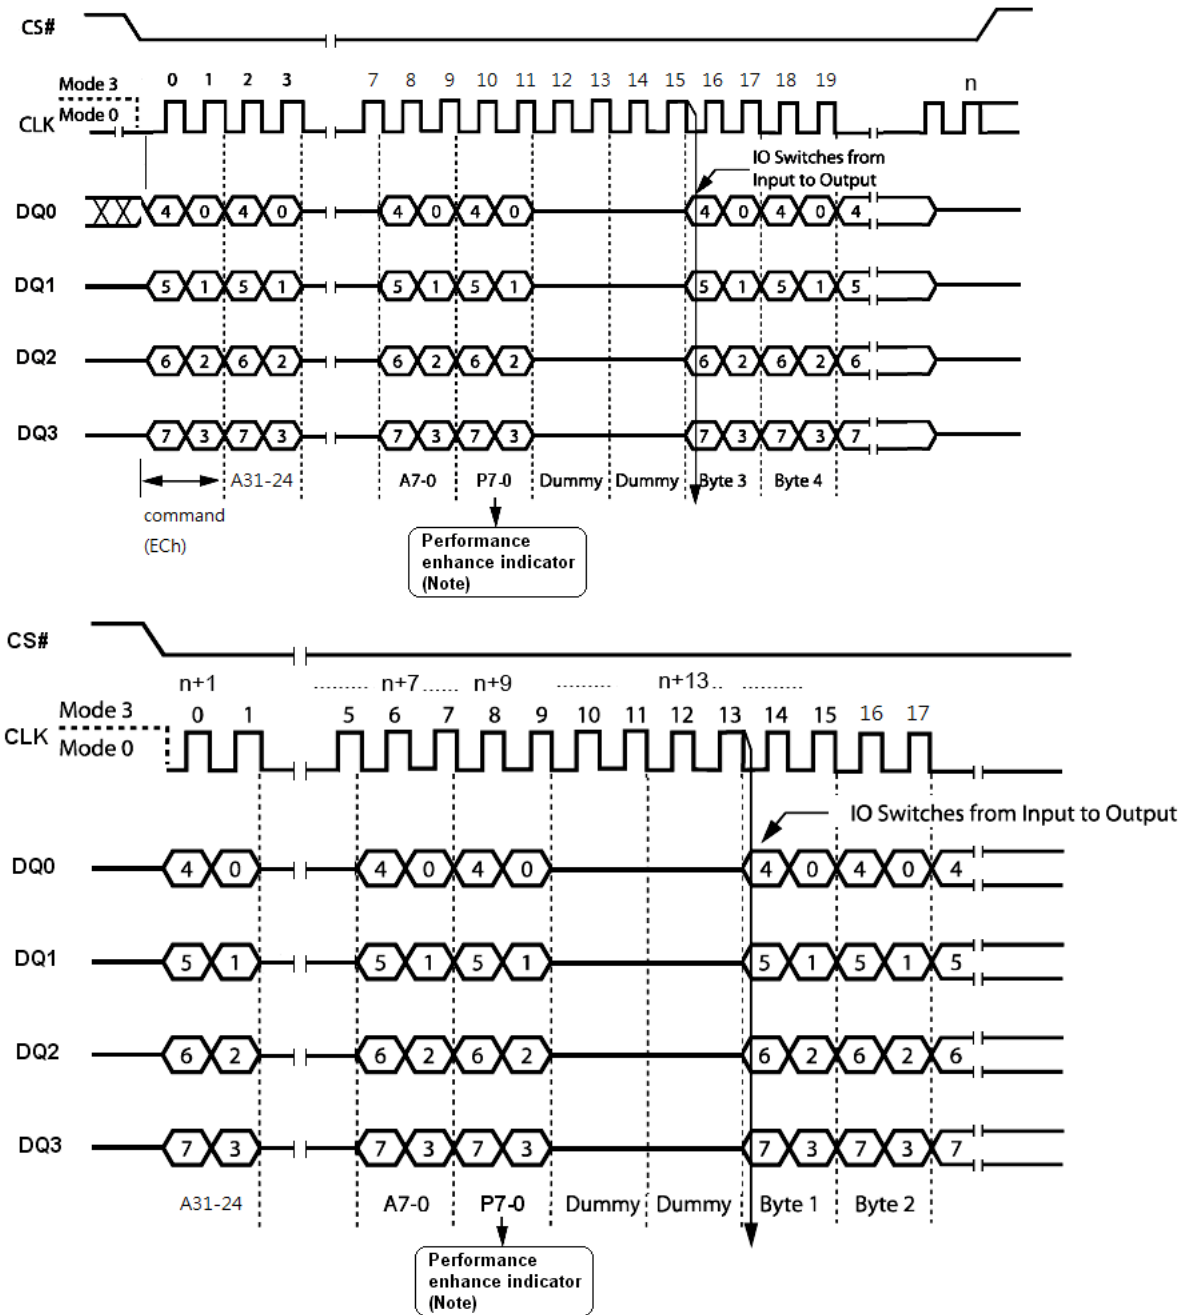 CS#
Mode 3 0 1 2 3 7 8 9 10 11 12 13 14 15 16 17 18 19 n
CLK Mode 0
IO Switches from
Input to Output
DQ0 4 0 4 0 4 0 4 0 4 0 4 0 4
DQ1 5 1 5 1 5 1 5 1 5 1 5 1 5
DQ2 6 2 6 2 6 2 6 2 6 2 6 2 6
DQ3 7 3 7 3 7 3 7 3 7 3 7 3 7
A31-24 A7-0 P7-0 Dummy Dummy Byte 3 Byte 4
command
(ECh)
Performance
enhance indicator
(Note)
CS#
n+1 ........ n+7 ...... n+9 ......... n+13 .. ..........
Mode 3 0 1 5 6 7 8 9 10 11 12 13 14 15 16 17
CLK Mode 0
IO Switches from Input to Output
DQ0 4 0 4 0 4 0 4 0 4 0 4
DQ1 5 1 5 1 5 1 5 1 5 1 5
DQ2 6 2 6 2 6 2 6 2 6 2 6
DQ3 7 3 7 3 7 3 7 3 7 3 7
A31-24 A7-0 P7-0 Dummy Dummy Byte 1 Byte 2
Performance
enhance indicator
(Note)